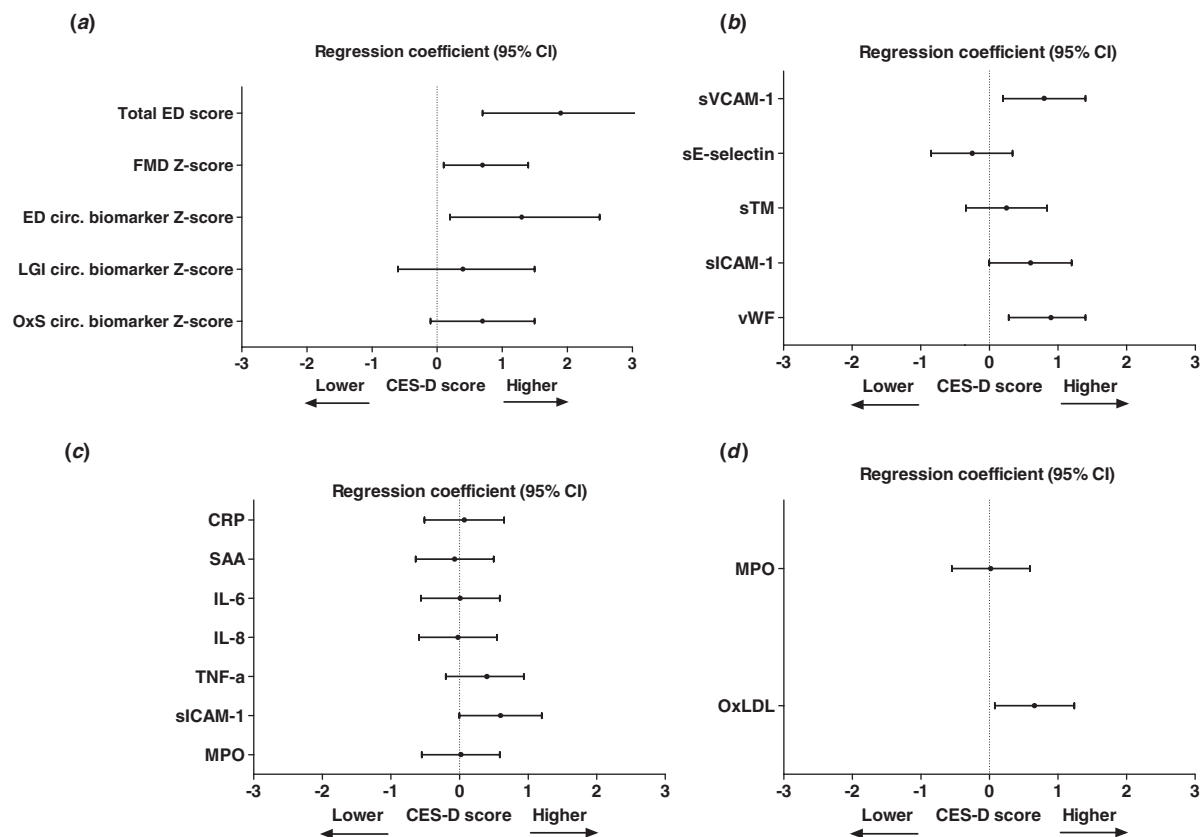 (a)
Regression coefficient (95% CI)
Total ED score
FMD Z-score
ED circ. biomarker Z-score
LGI circ. biomarker Z-score
OxS circ. biomarker Z-score
-3 -2 -1 0 1 2 3
Lower CES-D score Higher
(b)
Regression coefficient (95% CI)
sVCAM-1
sE-selectin
sTM
sICAM-1
vWF
-3 -2 -1 0 1 2 3
Lower CES-D score Higher
(c)
Regression coefficient (95% CI)
CRP
SAA
IL-6
IL-8
TNF-a
sICAM-1
MPO
-3 -2 -1 0 1 2 3
Lower CES-D score Higher
(d)
Regression coefficient (95% CI)
MPO
OxLDL
-3 -2 -1 0 1 2 3
Lower CES-D score Higher